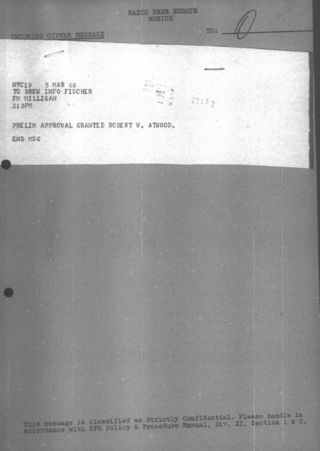 RADIO FREE EUROPE
MUNICH
INCOMING CIPHER MESSAGE
TO:
NYC19 5 MAR 58
TO BREW INFO FISCHER
FM MILLIGAN
318PM
PRELIM APPROVAL GRANTED ROBERT W. ATWOOD.
END MSG
This message is classified as Strictly Confidential. Please handle in
accordance with RFE Policy & Procedure Manual, Div. XI, Section 1 & 2.